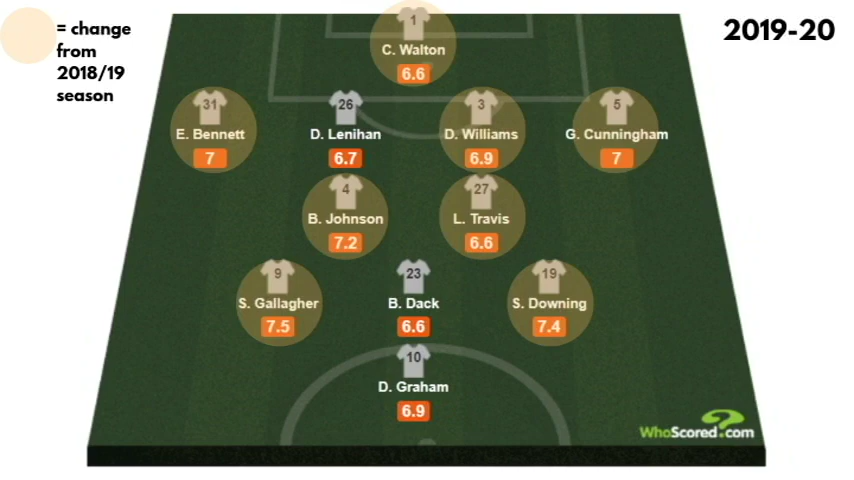 = change
from
2018/19
season
2019-20
1
C. Walton
6.6
31
E. Bennett
7
26
D. Lenihan
6.7
3
D. Williams
6.9
5
G. Cunningham
7
4
B. Johnson
7.2
27
L. Travis
6.6
9
S. Gallagher
7.5
23
B. Dack
6.6
19
S. Downing
7.4
10
D. Graham
6.9
WhoScored.com